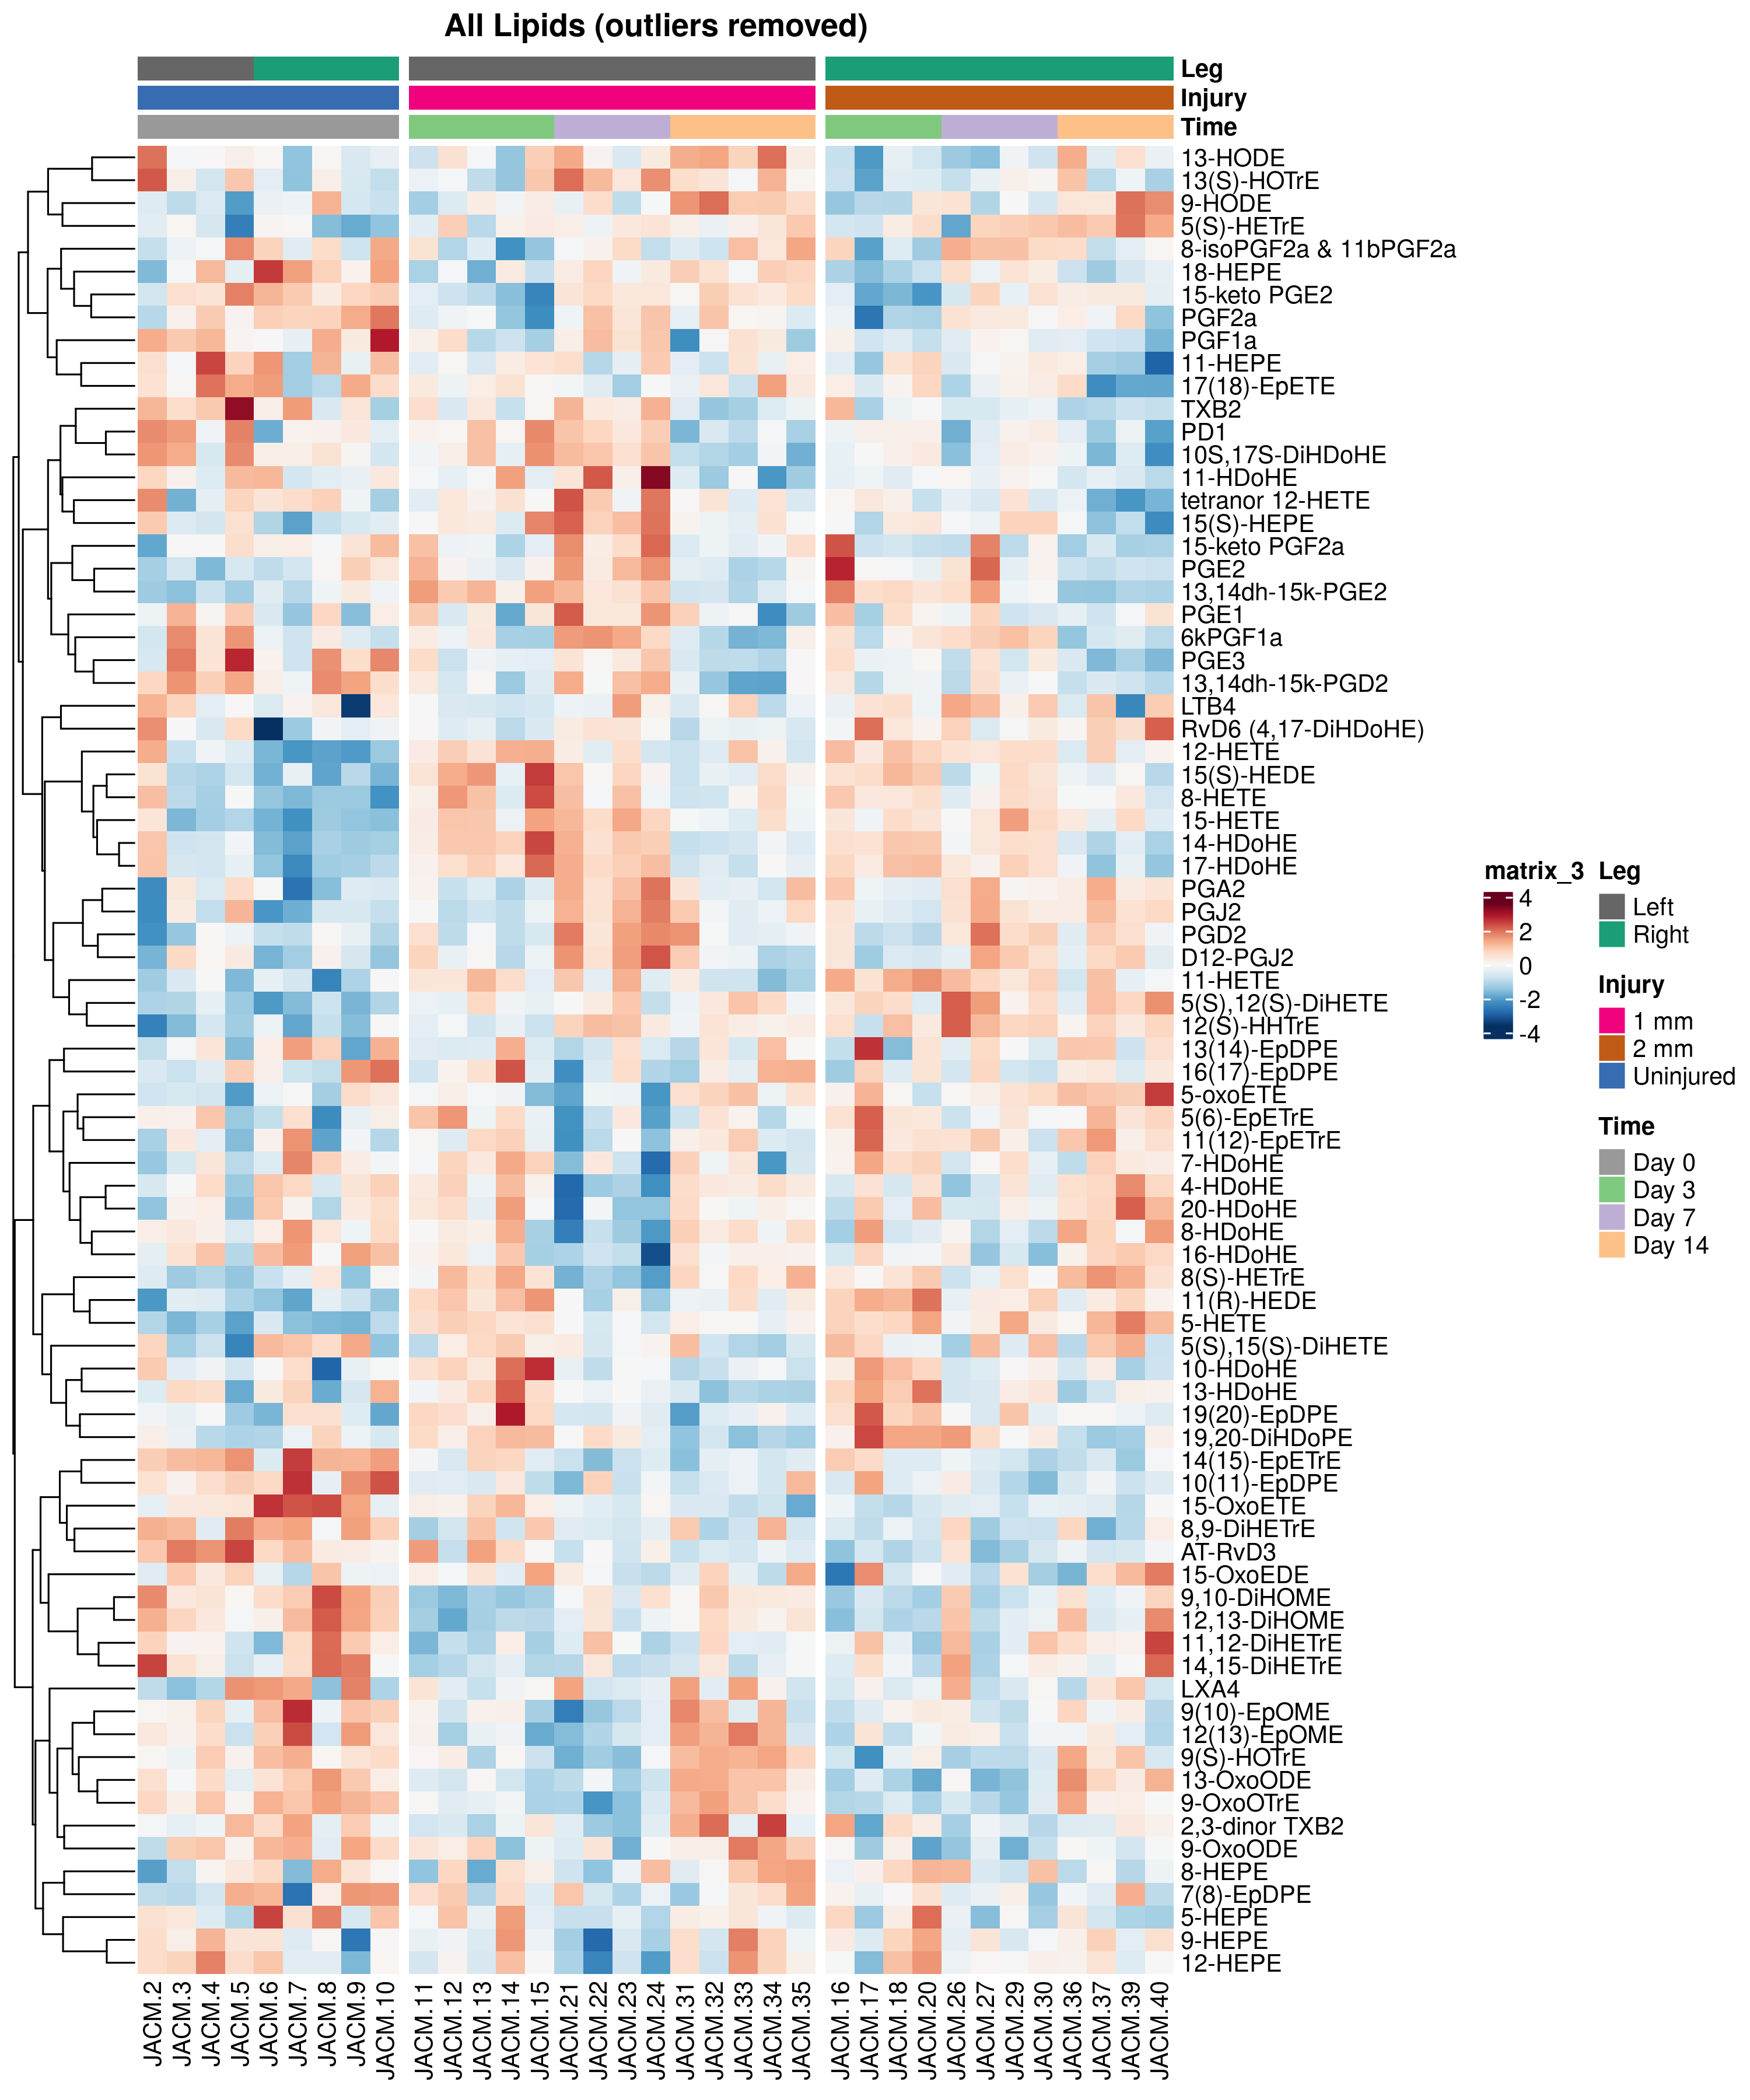 All Lipids (outliers removed)
Leg
Injury
Time
13-HODE
13(S)-HOTrE
9-HODE
5(S)-HETrE
8-isoPGF2a & 11bPGF2a
18-HEPE
15-keto PGE2
PGF2a
PGF1a
11-HEPE
17(18)-EpETE
TXB2
PD1
10S,17S-DiHDoHE
11-HDoHE
tetranor 12-HETE
15(S)-HEPE
15-keto PGF2a
PGE2
13,14dh-15k-PGE2
PGE1
6kPGF1a
PGE3
13,14dh-15k-PGD2
LTB4
RvD6 (4,17-DiHDoHE)
12-HETE
15(S)-HEDE
8-HETE
15-HETE
14-HDoHE
17-HDoHE
PGA2
PGJ2
PGD2
D12-PGJ2
11-HETE
5(S),12(S)-DiHETE
12(S)-HHTrE
13(14)-EpDPE
16(17)-EpDPE
5-oxoETE
5(6)-EpETrE
11(12)-EpETrE
7-HDoHE
4-HDoHE
20-HDoHE
8-HDoHE
16-HDoHE
8(S)-HETrE
11(R)-HEDE
5-HETE
5(S),15(S)-DiHETE
10-HDoHE
13-HDoHE
19(20)-EpDPE
19,20-DiHDoPE
14(15)-EpETrE
10(11)-EpDPE
15-OxoETE
8,9-DiHETrE
AT-RvD3
15-OxoEDE
9,10-DiHOME
12,13-DiHOME
11,12-DiHETrE
14,15-DiHETrE
LXA4
9(10)-EpOME
12(13)-EpOME
9(S)-HOTrE
13-OxoODE
9-OxoOTrE
2,3-dinor TXB2
9-OxoODE
8-HEPE
7(8)-EpDPE
5-HEPE
9-HEPE
12-HEPE
JACM.2
JACM.3
JACM.4
JACM.5
JACM.6
JACM.7
JACM.8
JACM.9
JACM.10
JACM.11
JACM.12
JACM.13
JACM.14
JACM.15
JACM.21
JACM.22
JACM.23
JACM.24
JACM.31
JACM.32
JACM.33
JACM.34
JACM.35
JACM.16
JACM.17
JACM.18
JACM.20
JACM.26
JACM.27
JACM.29
JACM.30
JACM.36
JACM.37
JACM.39
JACM.40
matrix_3
4
2
0
-2
-4
Leg
Left
Right
Injury
1 mm
2 mm
Uninjured
Time
Day 0
Day 3
Day 7
Day 14